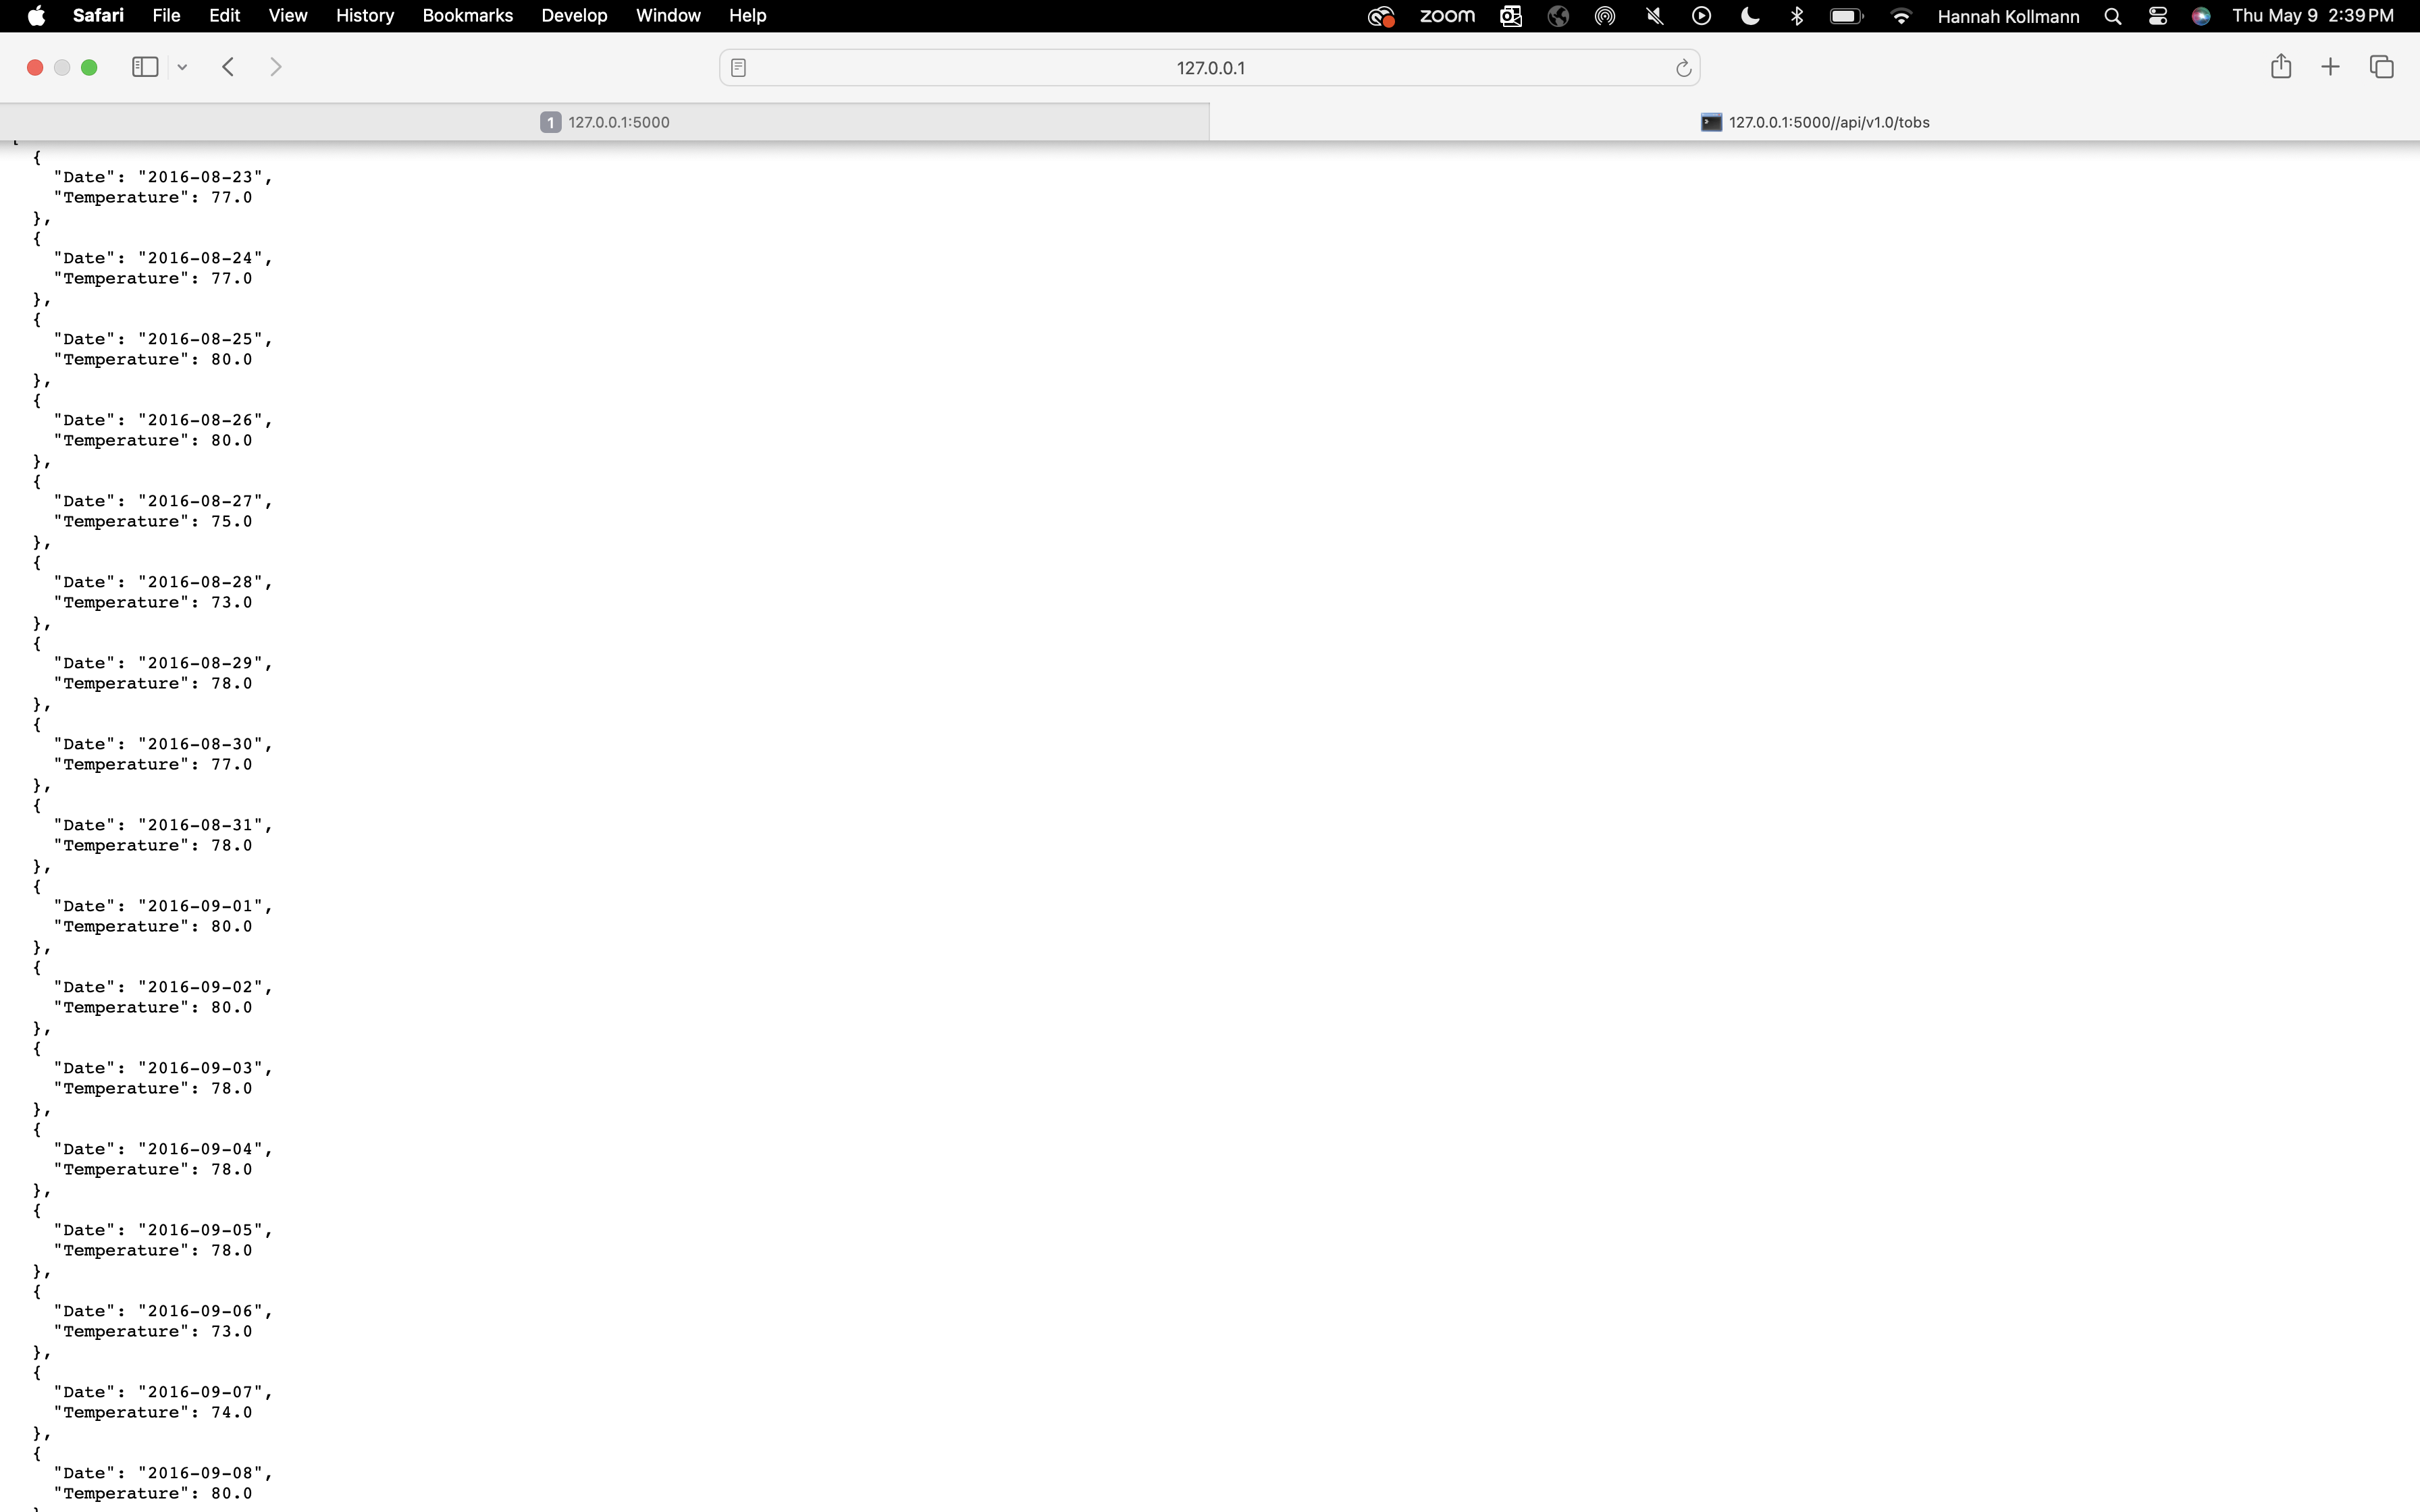 Safari File Edit View History Bookmarks Develop Window Help zoom Hannah Kollmann Thu May 9 2:39 PM
127.0.0.1
1 127.0.0.1:5000 127.0.0.1:5000//api/v1.0/tobs
[
{
"Date": "2016-08-23",
"Temperature": 77.0
},
{
"Date": "2016-08-24",
"Temperature": 77.0
},
{
"Date": "2016-08-25",
"Temperature": 80.0
},
{
"Date": "2016-08-26",
"Temperature": 80.0
},
{
"Date": "2016-08-27",
"Temperature": 75.0
},
{
"Date": "2016-08-28",
"Temperature": 73.0
},
{
"Date": "2016-08-29",
"Temperature": 78.0
},
{
"Date": "2016-08-30",
"Temperature": 77.0
},
{
"Date": "2016-08-31",
"Temperature": 78.0
},
{
"Date": "2016-09-01",
"Temperature": 80.0
},
{
"Date": "2016-09-02",
"Temperature": 80.0
},
{
"Date": "2016-09-03",
"Temperature": 78.0
},
{
"Date": "2016-09-04",
"Temperature": 78.0
},
{
"Date": "2016-09-05",
"Temperature": 78.0
},
{
"Date": "2016-09-06",
"Temperature": 73.0
},
{
"Date": "2016-09-07",
"Temperature": 74.0
},
{
"Date": "2016-09-08",
"Temperature": 80.0